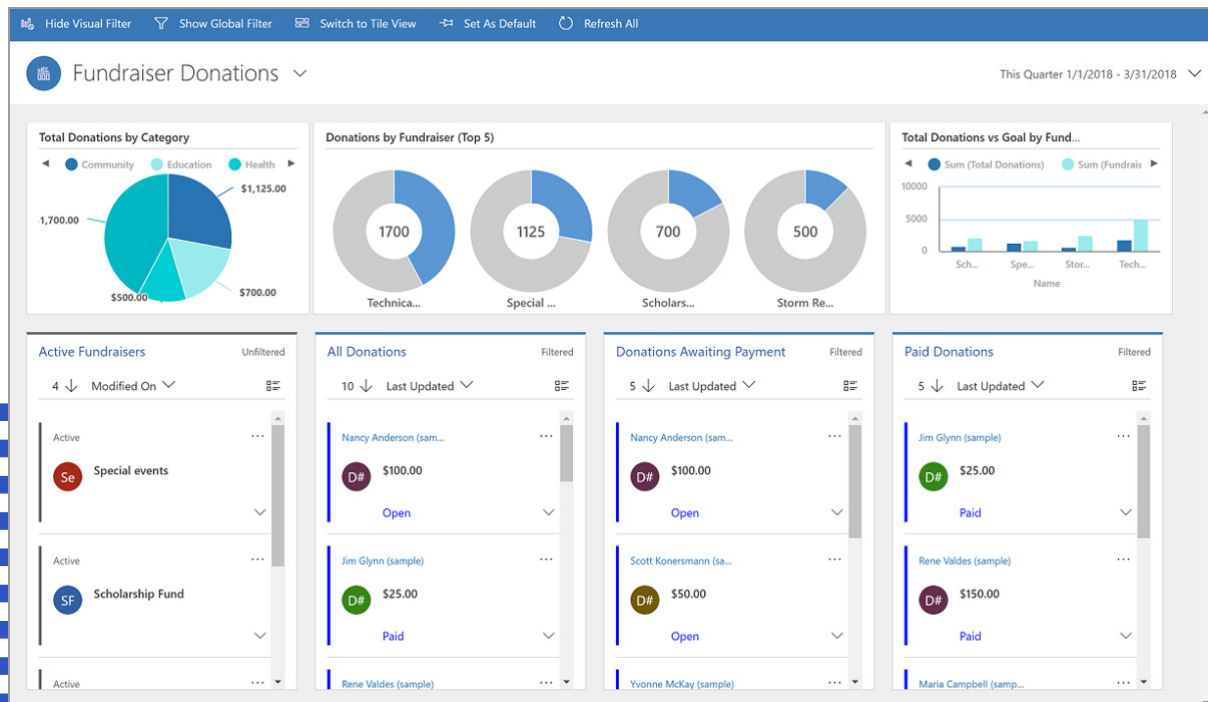 Hide Visual Filter Show Global Filter Switch to Tile View Set As Default Refresh All
Fundraiser Donations
This Quarter 1/1/2018 - 3/31/2018
Total Donations by Category
Community Education Health
$1,125.00
1,700.00
$700.00
$500.00
Donations by Fundraiser (Top 5)
1700 1125 700 500
Technica... Special ... Scholars... Storm Re...
Total Donations vs Goal by Fund...
Sum (Total Donations) Sum (Fundrais
10000
5000
0
Sch... Spe... Stor... Tech...
Name
Active Fundraisers Unfiltered
4 Modified On
Active
...
Se Special events
Active
...
SF Scholarship Fund
Active
...
All Donations Filtered
10 Last Updated
Nancy Anderson (sam...
...
D# $100.00
Open
Jim Glynn (sample)
...
D# $25.00
Paid
Rene Valdes (sample)
...
Donations Awaiting Payment Filtered
5 Last Updated
Nancy Anderson (sam...
...
D# $100.00
Open
Scott Konersmann (sa...
...
D# $50.00
Open
Yvonne McKay (sample)
...
Paid Donations Filtered
5 Last Updated
Jim Glynn (sample)
...
D# $25.00
Paid
Rene Valdes (sample)
...
D# $150.00
Paid
Maria Campbell (samp...
...